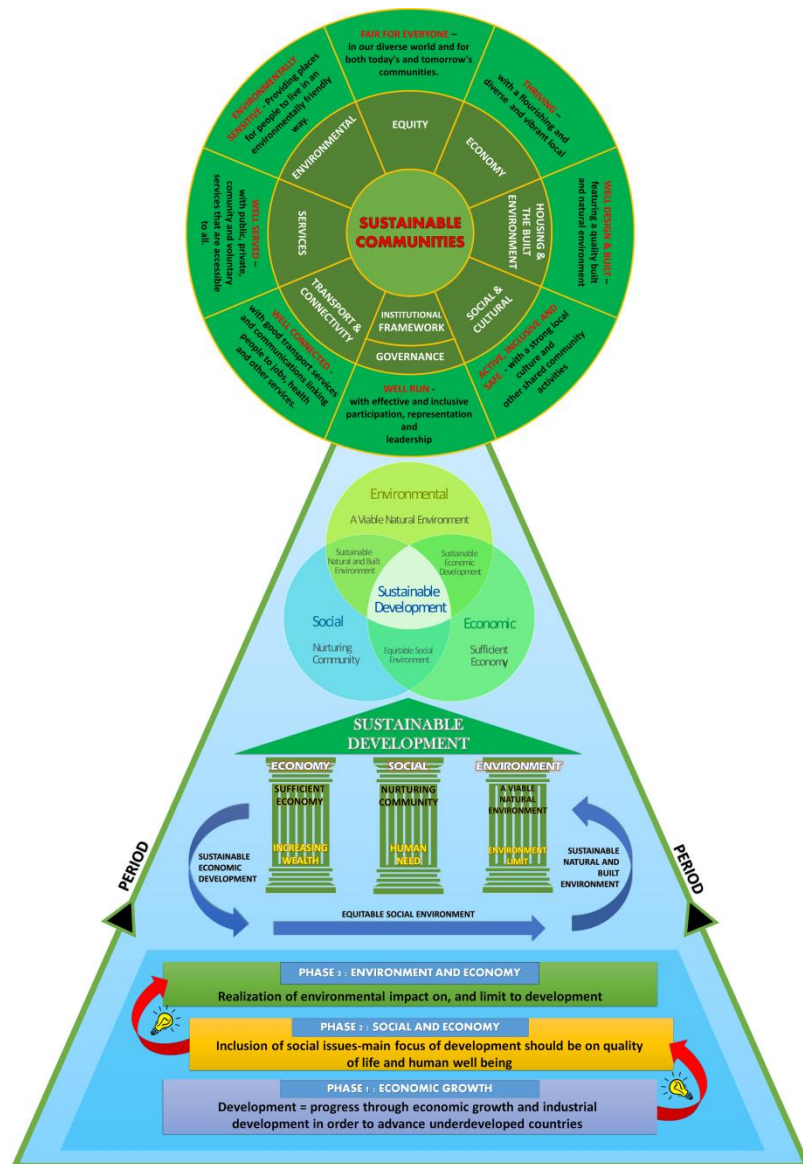 FAIR FOR EVERYONE –
in our diverse world and for
both today's and tomorrow's
communities.
THRIVING –
with a flourishing and
diverse and vibrant local
WELL DESIGN & BUILT –
featuring a quality built
and natural environment
ACTIVE, INCLUSIVE AND
SAFE - with a strong local
culture and
other shared community
activities
WELL RUN -
with effective and inclusive
participation, representation
and
leadership
WELL CONNECTED -
with good transport services
and communications linking
people to jobs, health
and other services.
WELL SERVED –
with public, private,
comunity and voluntary
services that are accessible
to all.
ENVIRONMENTALLY
SENSITIVE - Providing places
for people to live in an
environmentally friendly
way.
EQUITY
ECONOMY
HOUSING &
THE BUILT
ENVIRONMENT
SOCIAL &
CULTURAL
INSTITUTIONAL
FRAMEWORK
GOVERNANCE
TRANSPORT &
CONNECTIVITY
SERVICES
ENVIRONMENTAL
SUSTAINABLE
COMMUNITIES
Environmental
A Viable Natural Environment
Sustainable
Natural and Built
Environment
Sustainable
Economic
Development
Sustainable
Development
Social
Nurturing
Community
Equitable Social
Environment
Economic
Sufficient
Economy
SUSTAINABLE
DEVELOPMENT
ECONOMY
SUFFICIENT
ECONOMY
INCREASING
WEALTH
SOCIAL
NURTURING
COMMUNITY
HUMAN
NEED
ENVIRONMENT
A VIABLE
NATURAL
ENVIRONMENT
ENVIRONMENT
LIMIT
PERIOD
SUSTAINABLE
ECONOMIC
DEVELOPMENT
EQUITABLE SOCIAL ENVIRONMENT
SUSTAINABLE
NATURAL AND
BUILT
ENVIRONMENT
PERIOD
PHASE 3 : ENVIRONMENT AND ECONOMY
Realization of environmental impact on, and limit to development
PHASE 2 : SOCIAL AND ECONOMY
Inclusion of social issues-main focus of development should be on quality
of life and human well being
PHASE 1 : ECONOMIC GROWTH
Development = progress through economic growth and industrial
development in order to advance underdeveloped countries